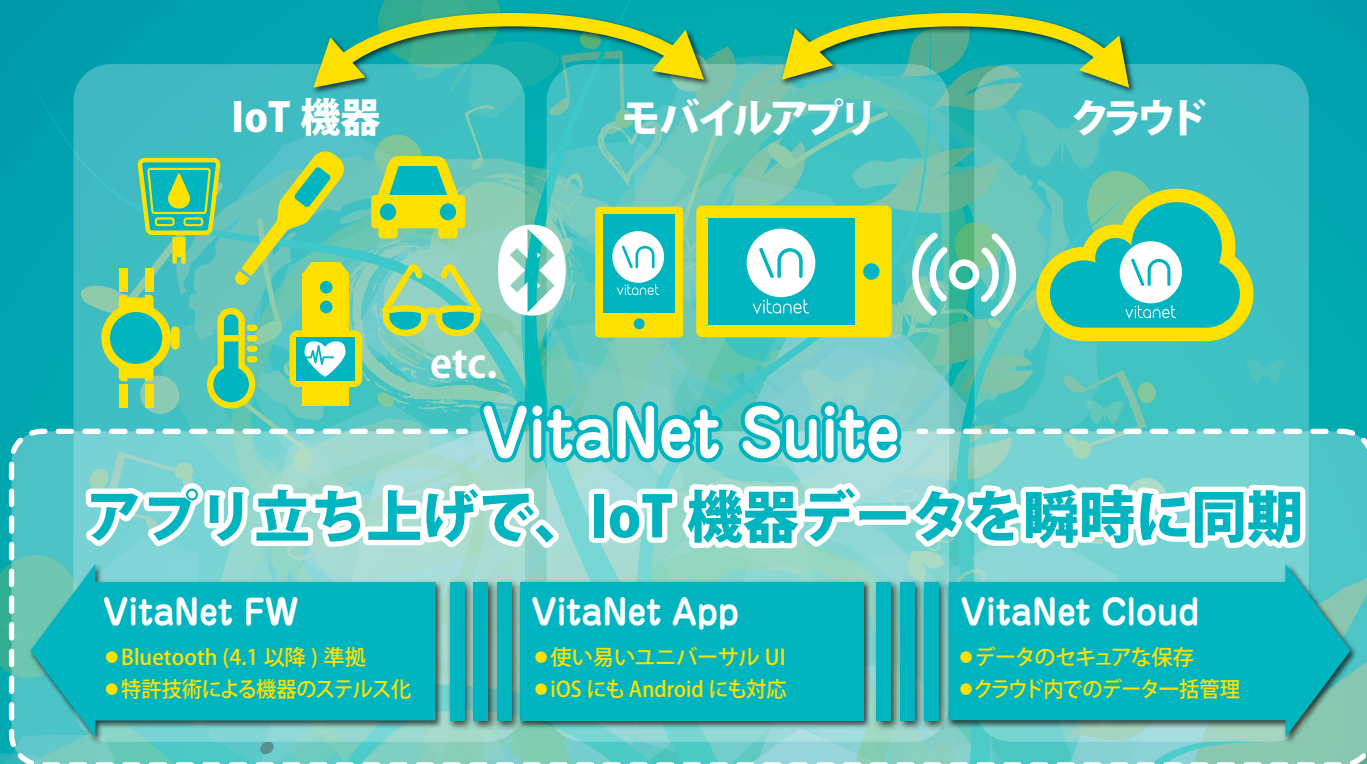 IoT 機器
モバイルアプリ
クラウド
vitanet
vitanet
vitanet
etc.
VitaNet Suite
アプリ立ち上げで、IoT 機器データを瞬時に同期
VitaNet FW
●Bluetooth (4.1 以降 ) 準拠
●特許技術による機器のステルス化
VitaNet App
●使い易いユニバーサル UI
●iOS にも Android にも対応
VitaNet Cloud
●データのセキュアな保存
●クラウド内でのデーター括管理